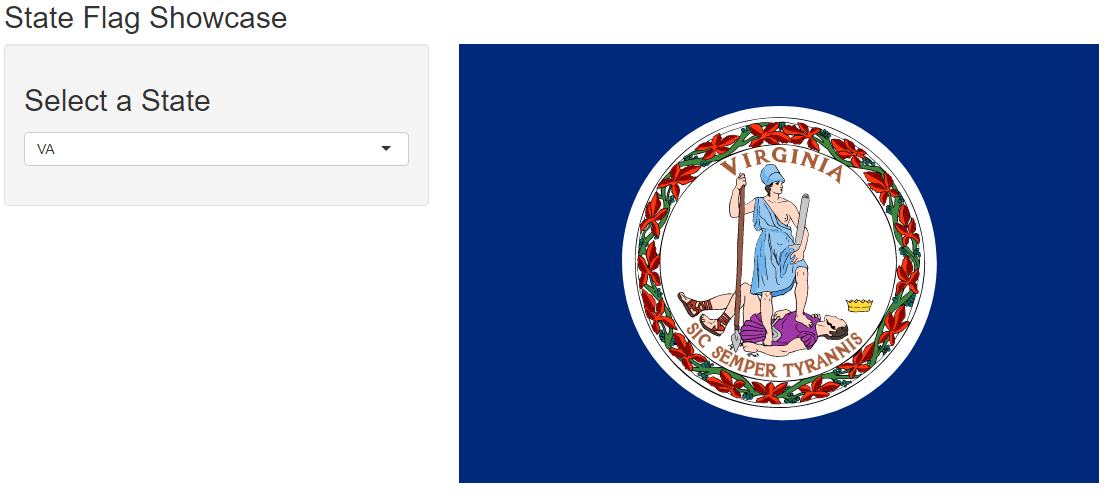 State Flag Showcase
Select a State
VA
VIRGINIA
SIC SEMPER TYRANNIS